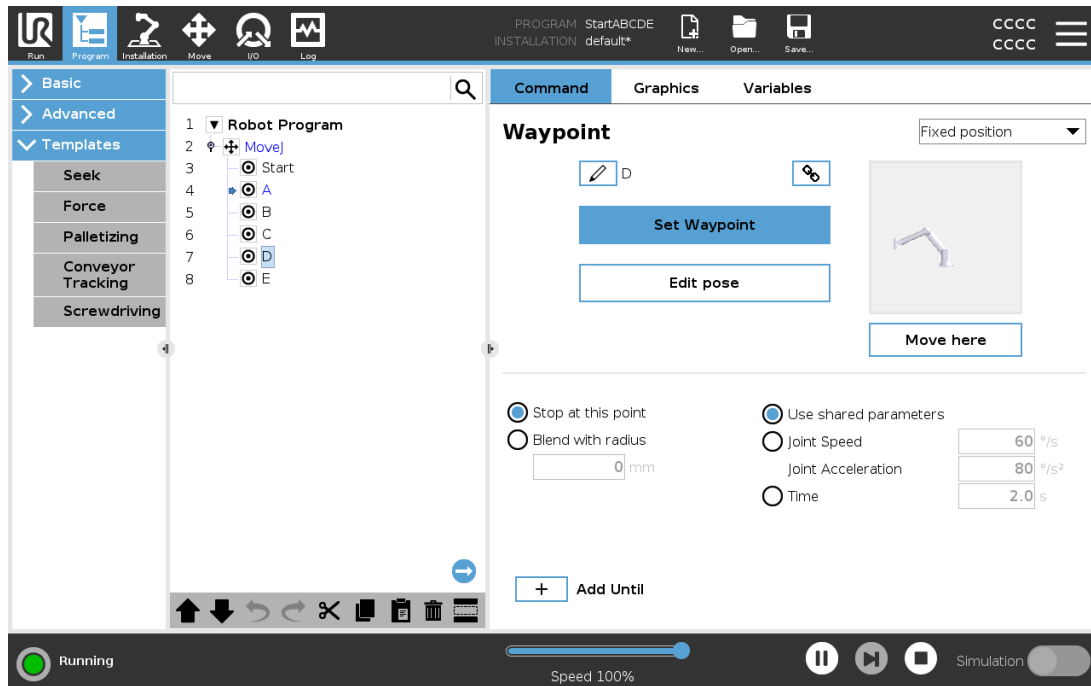 PROGRAM StartABCDE
INSTALLATION default*
CCCC
CCCC
UR
Run Program Installation Move I/O Log New... Open... Save...
Basic
Advanced
Templates
Seek
Force
Palletizing
Conveyor
Tracking
Screwdriving
1 Robot Program
2 MoveJ
3 Start
4 A
5 B
6 C
7 D
8 E
Command Graphics Variables
Waypoint
Fixed position
D
Set Waypoint
Edit pose
Move here
Stop at this point
Blend with radius
0 mm
Use shared parameters
Joint Speed 60 °/s
Joint Acceleration 80 °/s²
Time 2.0 s
+ Add Until
Running
Speed 100%
Simulation